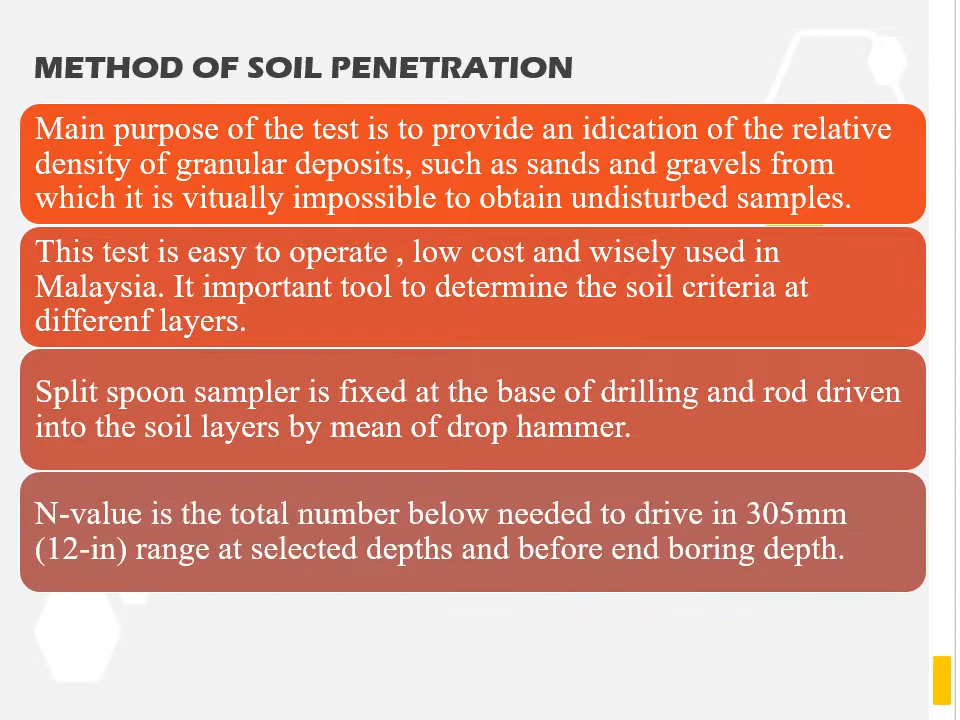 METHOD OF SOIL PENETRATION
Main purpose of the test is to provide an idication of the relative
density of granular deposits, such as sands and gravels from
which it is vitually impossible to obtain undisturbed samples.
This test is easy to operate , low cost and wisely used in
Malaysia. It important tool to determine the soil criteria at
differenf layers.
Split spoon sampler is fixed at the base of drilling and rod driven
into the soil layers by mean of drop hammer.
N-value is the total number below needed to drive in 305mm
(12-in) range at selected depths and before end boring depth.